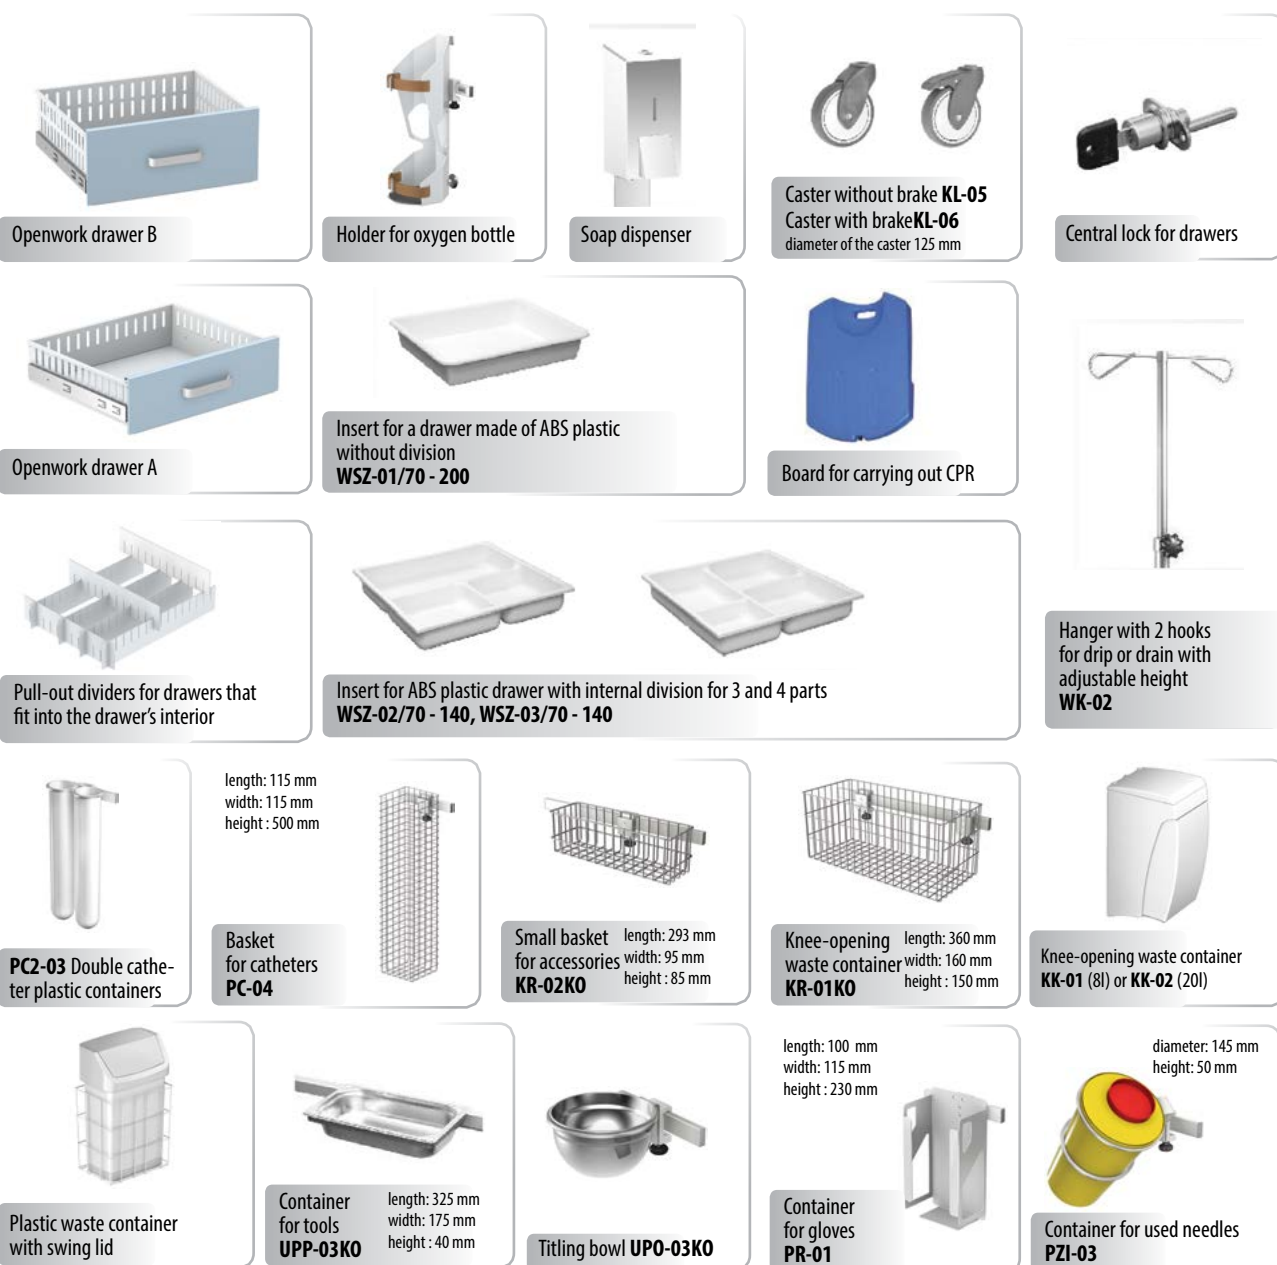 Openwork drawer B
Holder for oxygen bottle
Soap dispenser
Caster without brake KL-05
Caster with brakeKL-06
diameter of the caster 125 mm
Central lock for drawers
Openwork drawer A
Insert for a drawer made of ABS plastic
without division
WSZ-01/70 - 200
Board for carrying out CPR
Hanger with 2 hooks
for drip or drain with
adjustable height
WK-02
Pull-out dividers for drawers that
fit into the drawer's interior
Insert for ABS plastic drawer with internal division for 3 and 4 parts
WSZ-02/70 - 140, WSZ-03/70 - 140
PC2-03 Double cathe-
ter plastic containers
length: 115 mm
width: 115 mm
height : 500 mm
Basket
for catheters
PC-04
Small basket
for accessories
KR-02KO
length: 293 mm
width: 95 mm
height : 85 mm
Knee-opening
waste container
KR-01KO
length: 360 mm
width: 160 mm
height : 150 mm
Knee-opening waste container
KK-01 (8l) or KK-02 (20l)
Plastic waste container
with swing lid
Container
for tools
UPP-03KO
length: 325 mm
width: 175 mm
height : 40 mm
Titling bowl UPO-03KO
length: 100 mm
width: 115 mm
height : 230 mm
Container
for gloves
PR-01
diameter: 145 mm
height: 50 mm
Container for used needles
PZI-03